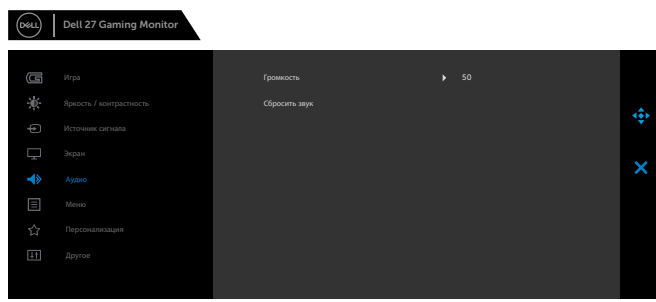 DELL
Dell 27 Gaming Monitor
Игра
Громкость 50
Яркость / контрастность
Сбросить звук
Источник сигнала
Экран
Аудио
Меню
Персонализация
Другое